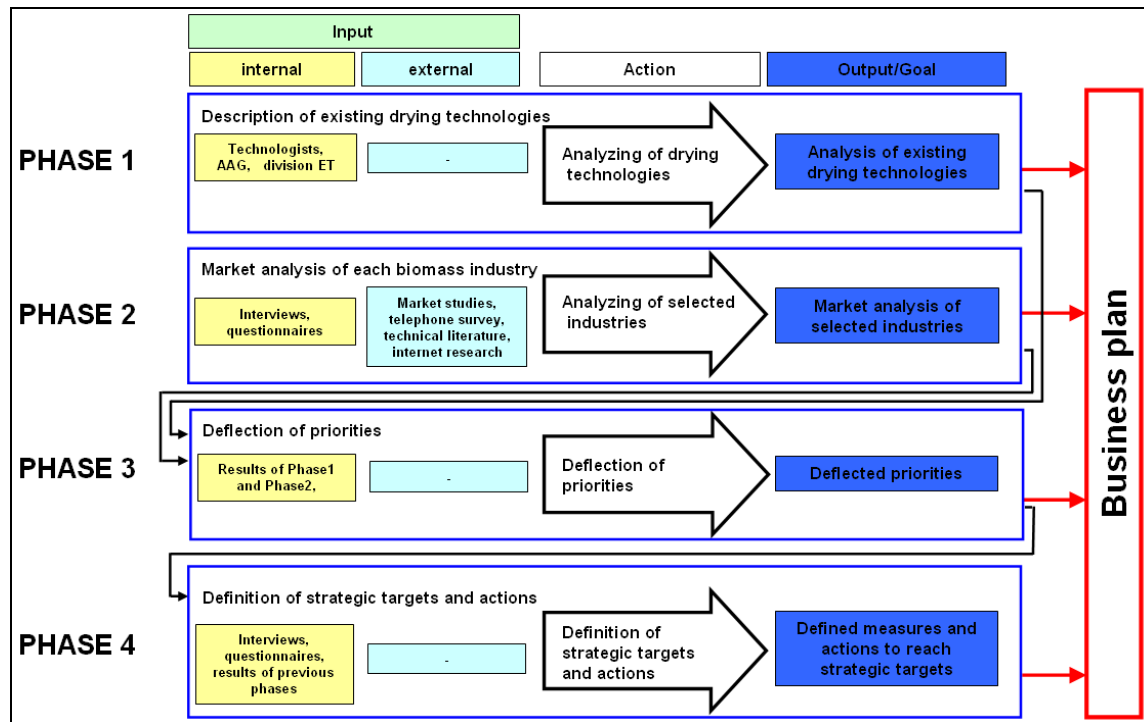 Input
internal
external
Action
Output/Goal
PHASE 1
Description of existing drying technologies
Technologists,
AAG, division ET
-
Analyzing of drying
technologies
Analysis of existing
drying technologies
PHASE 2
Market analysis of each biomass industry
Interviews,
questionnaires
Market studies,
telephone survey,
technical literature,
internet research
Analyzing of selected
industries
Market analysis of
selected industries
PHASE 3
Deflection of priorities
Results of Phase1
and Phase2,
-
Deflection of
priorities
Deflected priorities
PHASE 4
Definition of strategic targets and actions
Interviews,
questionnaires,
results of previous
phases
-
Definition of
strategic targets
and actions
Defined measures and
actions to reach
strategic targets
Business plan